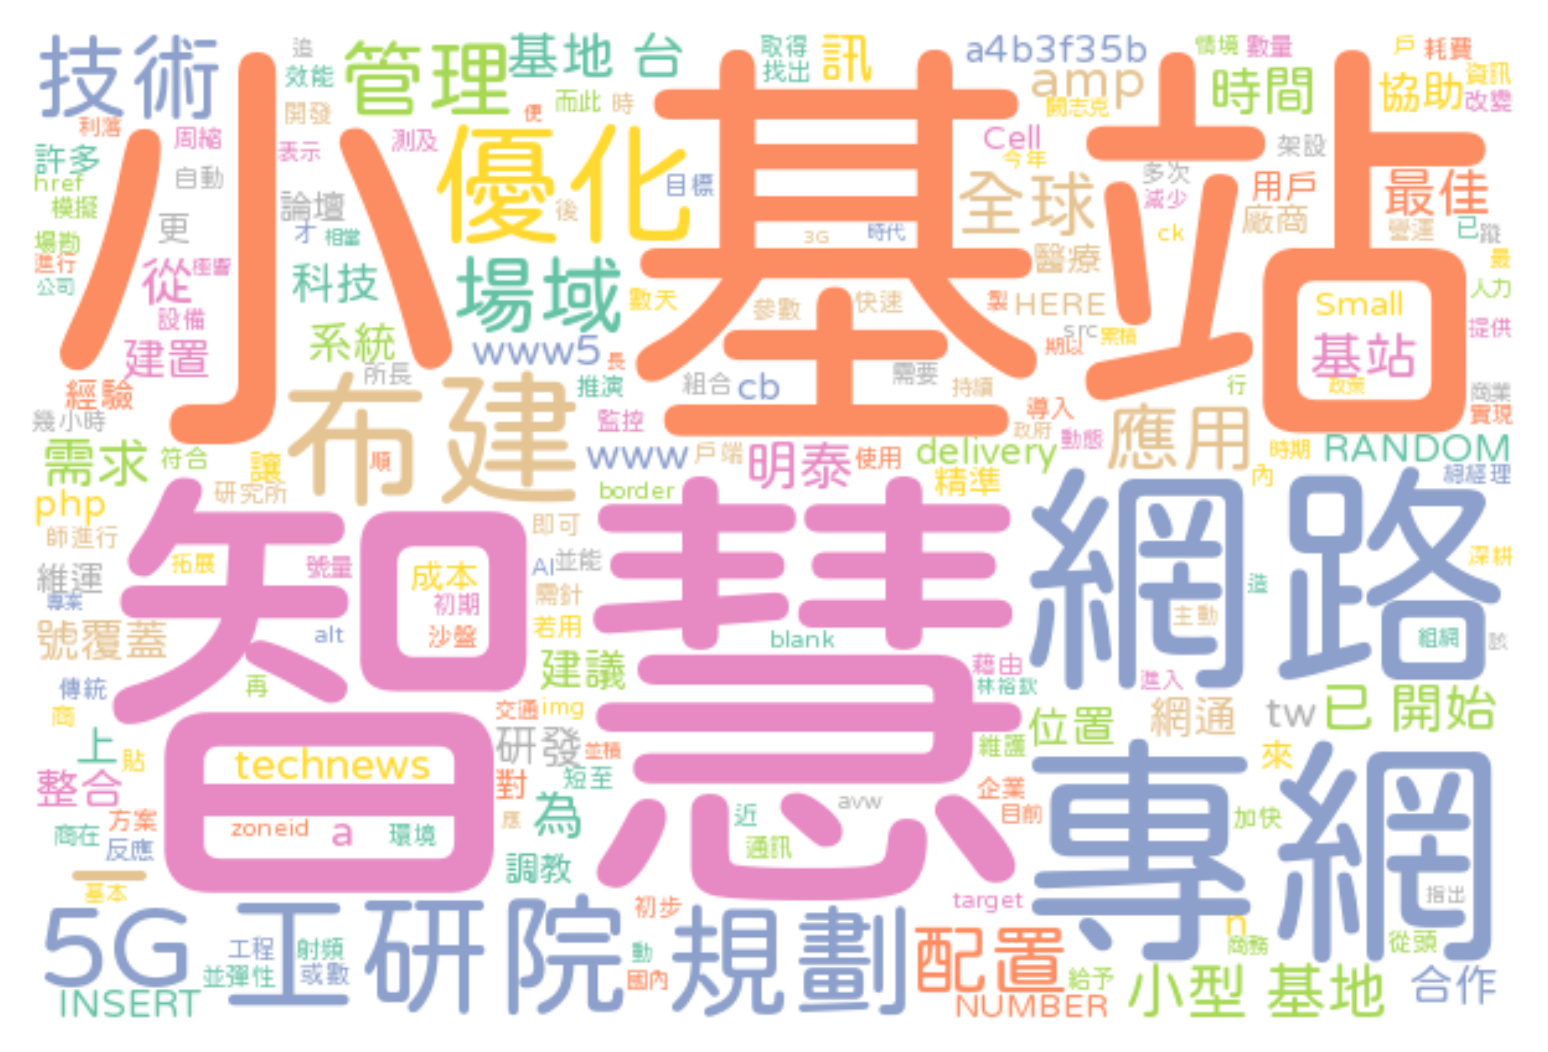 技術 追 管理 基地 台 取得 訊 a4b3f35b 情境 數量 戶 耗費
效能 找出 amp 時間 協助 資訊
小基站
開發 便 而此 時 關志克 改變
利落 周縮 表示 測及 優化 Cell 今年 架設
許多 href 自動 目標 全球 多次 用戶 最佳
模擬 論壇 後 減少 廠商
更 才 相當 3G 時代 ck 營運 已 蹤
場勘 進行 公司 從 極響 科技 場域 醫療 最
設備 數天 參數 快速 製 HERE Small 人力
建置 系統 www5 長 src 累積 基站 提供
所長 期以
經驗 布建 推演 組合 cb 需要 持續 行 政策 商業
幾小時 監控 導入 政府 動態 應用 實現
需求 符合 讓 順 www 戶端 明泰 使用 delivery 時期 RANDOM
研究所 border 精準 內 總經理
php 智慧 網路
師進行 即可
維運 拓展 號量 成本 AI 並能 深耕
專案 初期 需針 造
號覆蓋 alt 沙盤 若用 blank 主動 組網 該
傳統 再 建議 藉由 林裕欽 進入
商 交通 img 位置 網通 tw 已 開始
上 貼 technews 研發 並積 維護 來
整合 對 短至 企業 專網
商在 方案 zoneid a 環境 應 為 近 avw 目前 加快
反應 通訊
一 基本 調教 target 指出
5G 工研院 初步 規劃 配置 n 商務 從頭
工程 射頻 動
並彈性 或數 國內 給予 小型 基地 合作
INSERT NUMBER